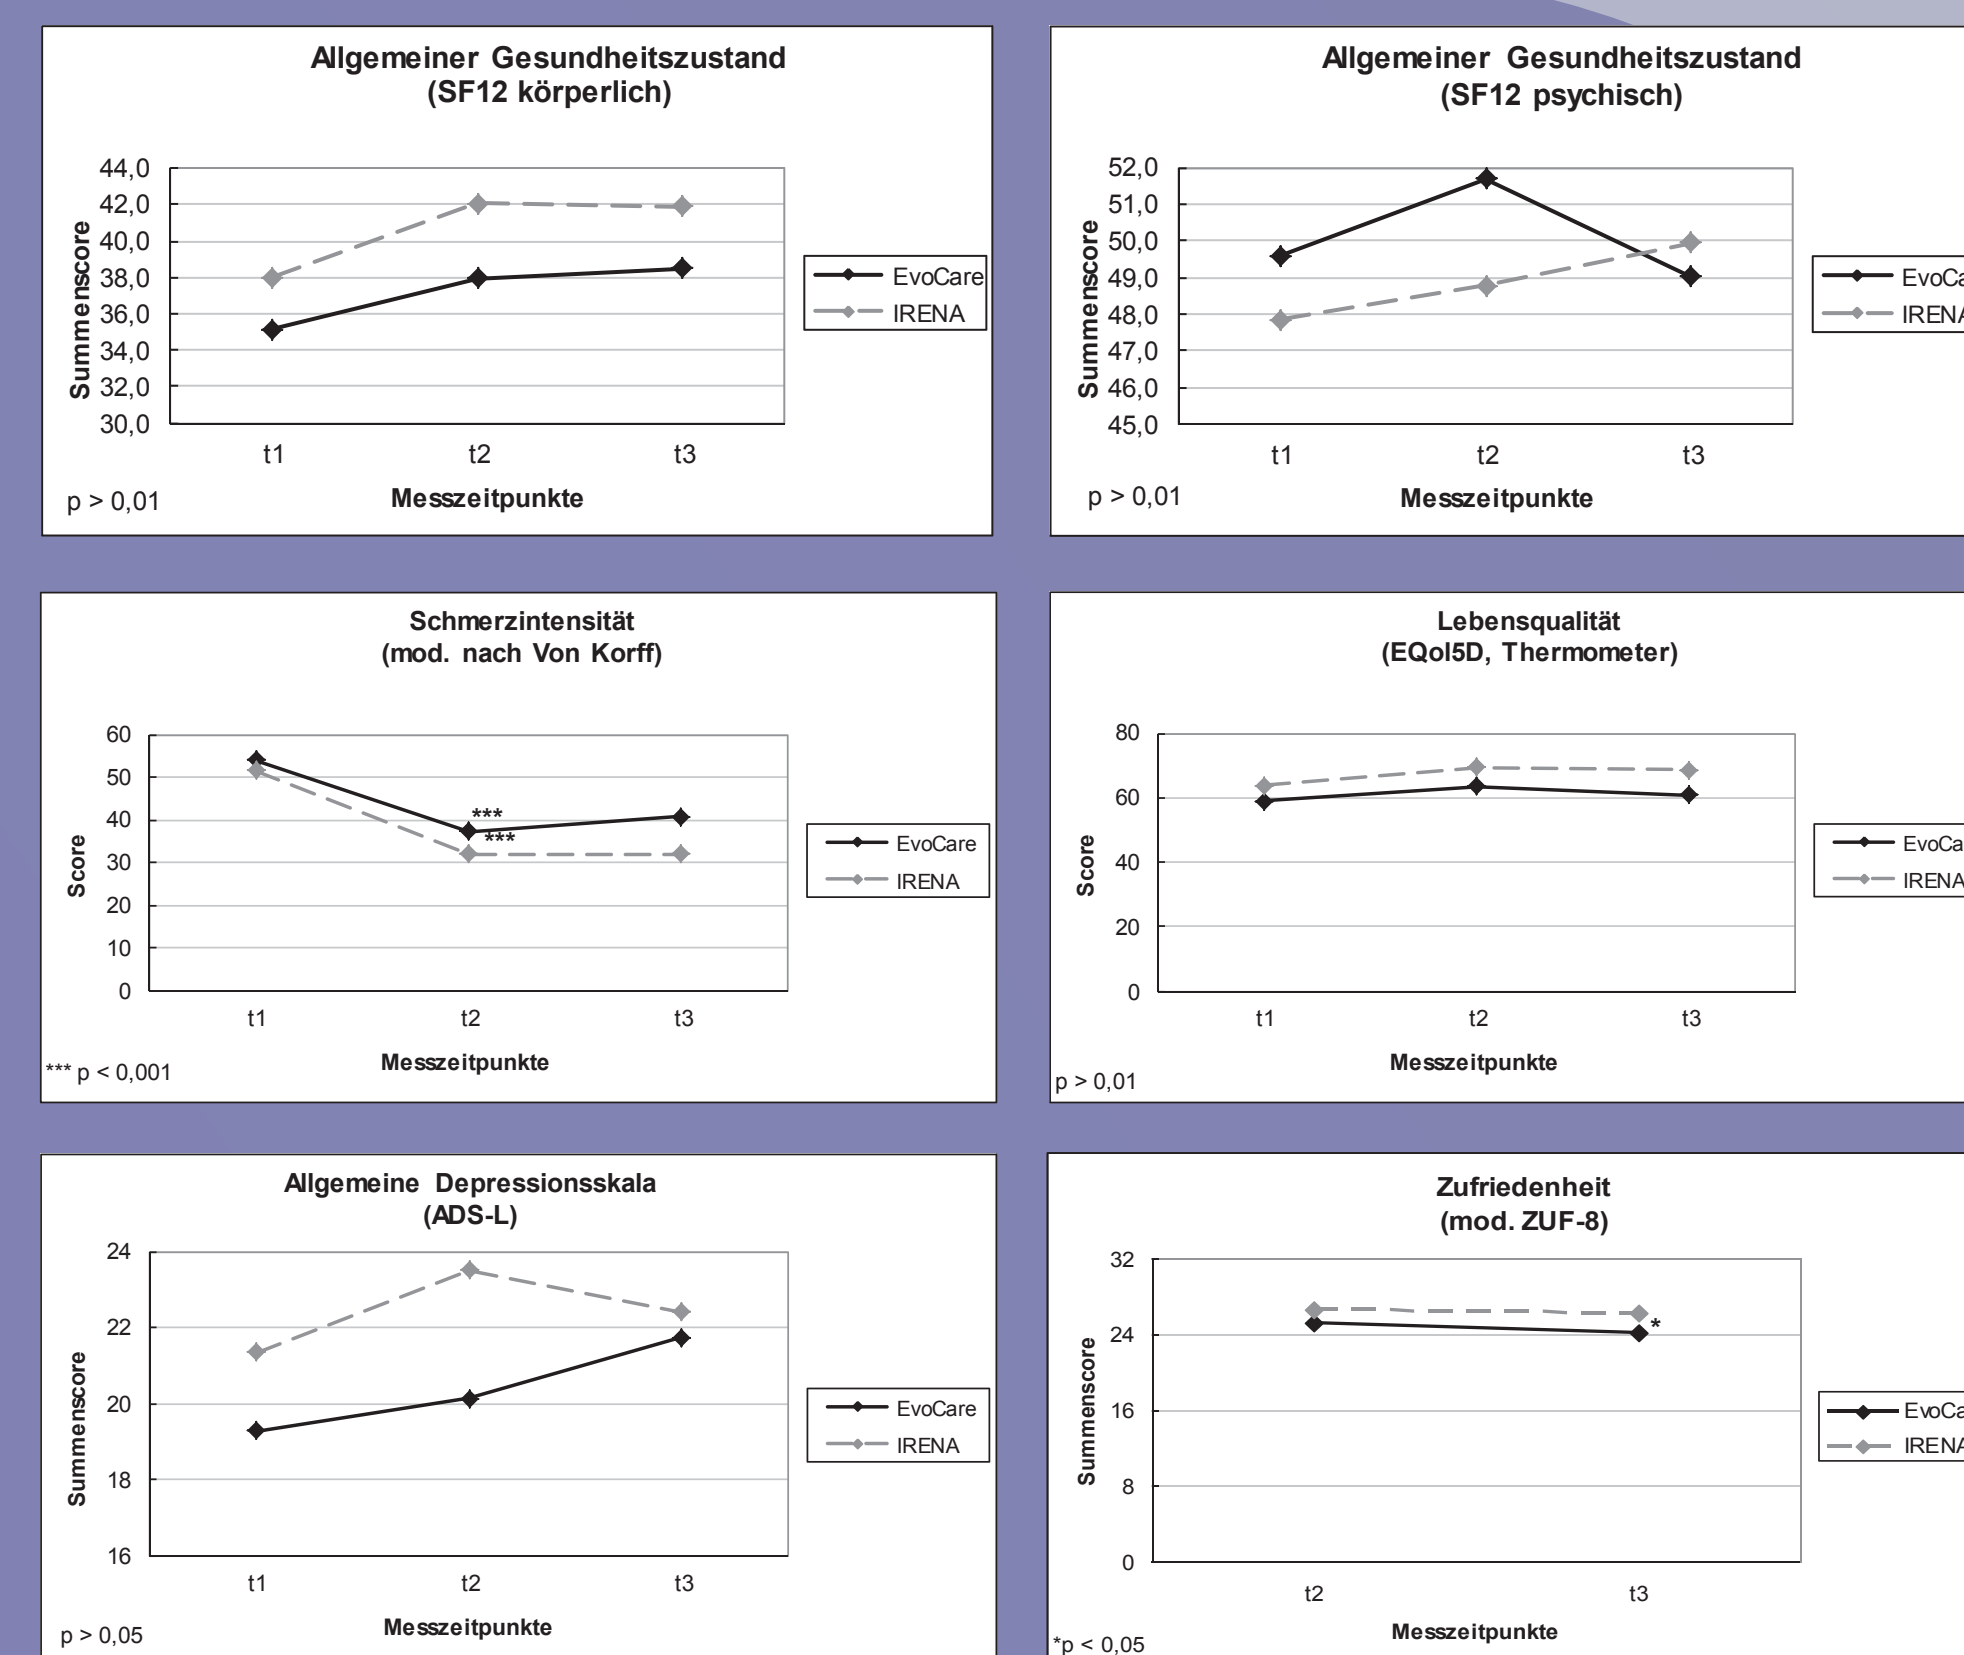 Allgemeiner Gesundheitszustand
(SF12 körperlich)
Summenscore
44,0
42,0
40,0
38,0
36,0
34,0
32,0
30,0
t1 t2 t3
Messzeitpunkte
p > 0,01
EvoCare
IRENA
Allgemeiner Gesundheitszustand
(SF12 psychisch)
Summenscore
52,0
51,0
50,0
49,0
48,0
47,0
46,0
45,0
t1 t2 t3
Messzeitpunkte
p > 0,01
EvoCa
IRENA
Schmerzintensität
(mod. nach Von Korff)
Score
60
50
40
30
20
10
0
***
***
t1 t2 t3
Messzeitpunkte
*** p < 0,001
EvoCare
IRENA
Lebensqualität
(EQol5D, Thermometer)
Score
80
60
40
20
0
t1 t2 t3
Messzeitpunkte
p > 0,01
EvoCa
IRENA
Allgemeine Depressionsskala
(ADS-L)
Summenscore
24
22
20
18
16
t1 t2 t3
Messzeitpunkte
p > 0,05
EvoCare
IRENA
Zufriedenheit
(mod. ZUF-8)
Summenscore
32
24
16
8
0
*
t2 t3
Messzeitpunkte
*p < 0,05
EvoCa
IRENA